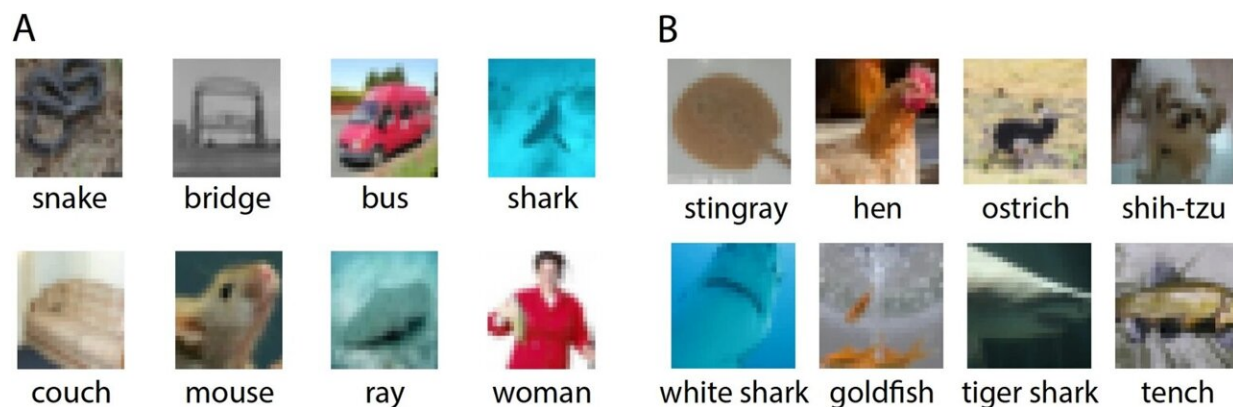 A
snake bridge bus shark
couch mouse ray woman
B
stingray hen ostrich shih-tzu
white shark goldfish tiger shark tench